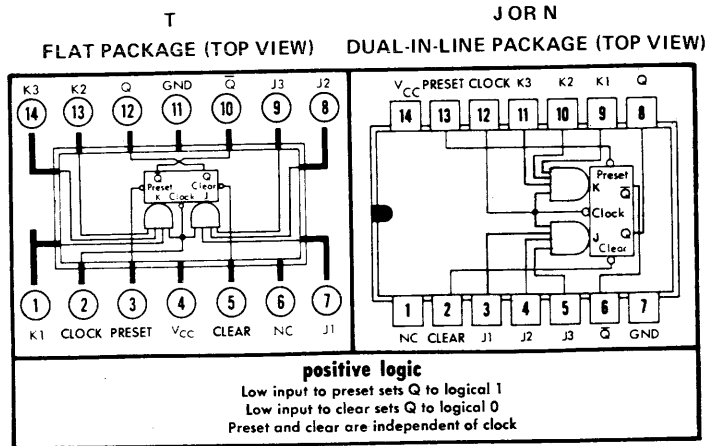 T
FLAT PACKAGE (TOP VIEW)
K3 K2 Q GND Q̅ J3 J2
14 13 12 11 10 9 8
Q Q
Preset Clear
K Clock J
1 2 3 4 5 6 7
K1 CLOCK PRESET VCC CLEAR NC J1
J OR N
DUAL-IN-LINE PACKAGE (TOP VIEW)
VCC PRESET CLOCK K3 K2 K1 Q
14 13 12 11 10 9 8
Preset
K Q̅
Clock
J Q
Clear
1 2 3 4 5 6 7
NC CLEAR J1 J2 J3 Q̅ GND
positive logic
Low input to preset sets Q to logical 1
Low input to clear sets Q to logical 0
Preset and clear are independent of clock